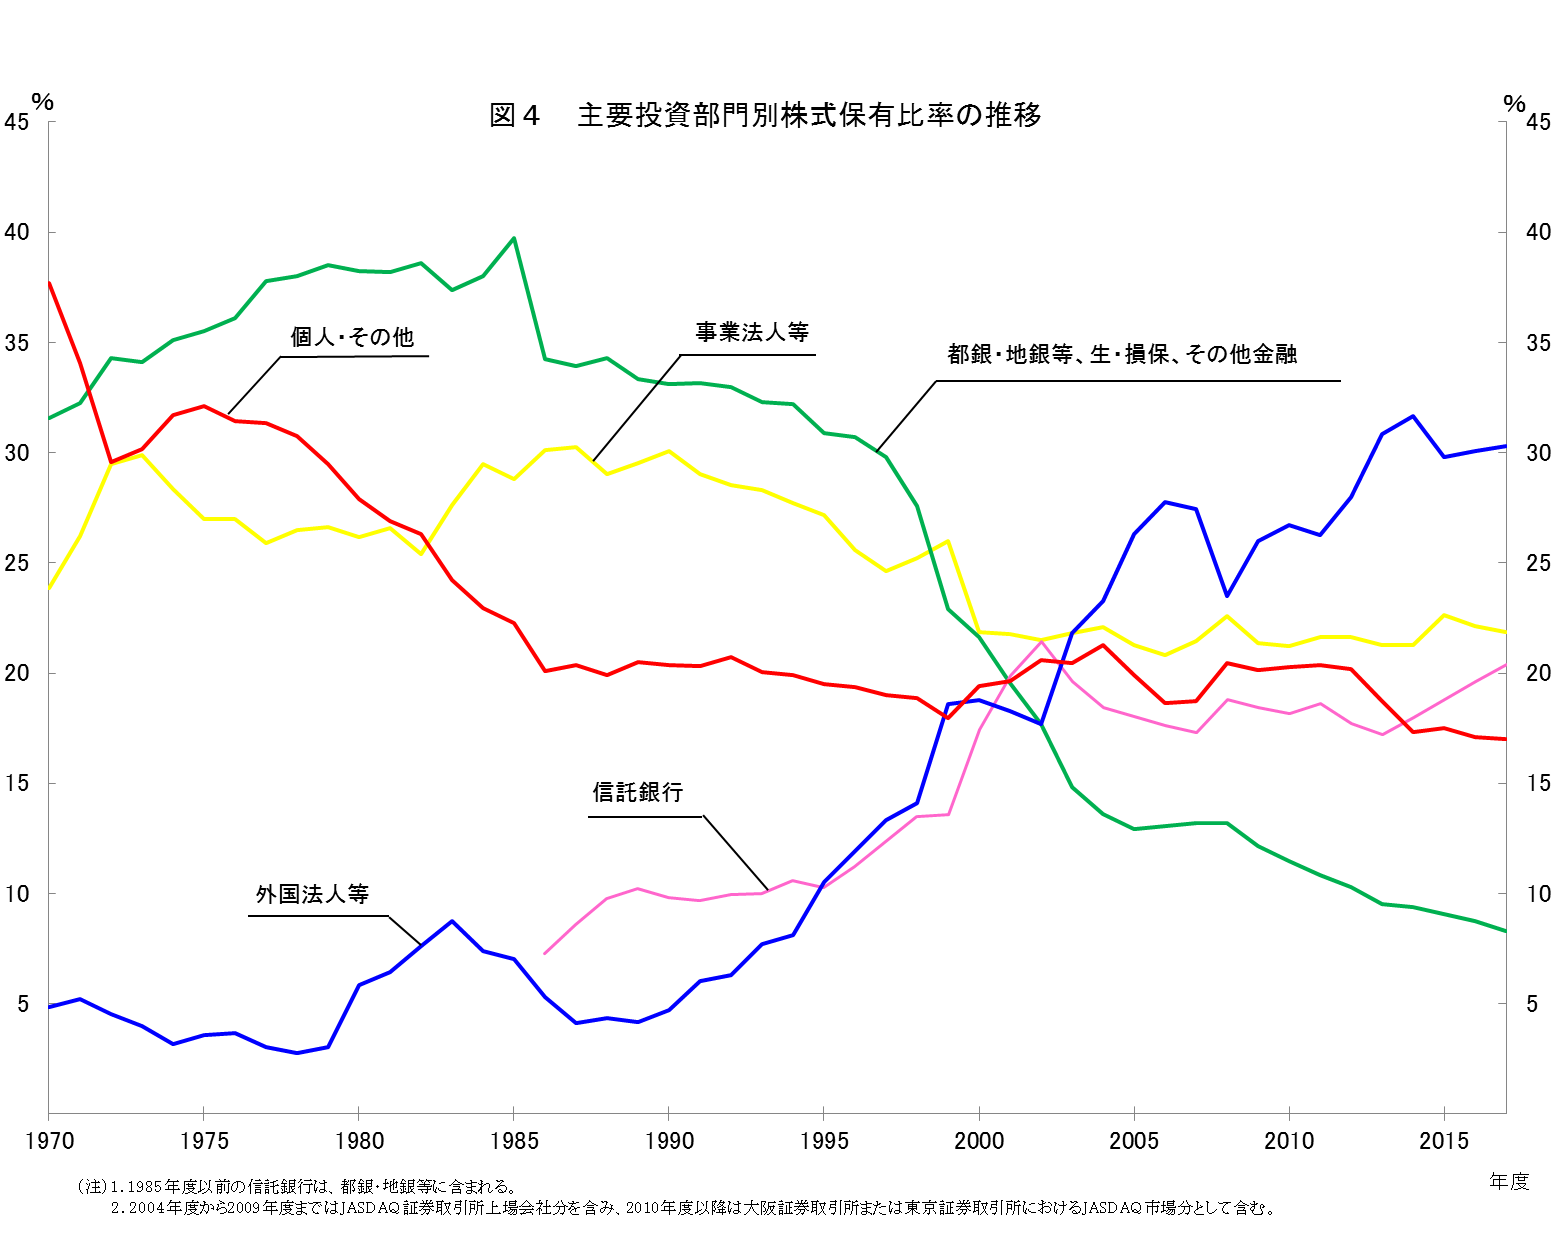 図４　主要投資部門別株式保有比率の推移
%
%
45
45
40
40
35
35
30
30
25
25
20
20
15
15
10
10
5
5
個人・その他
事業法人等
都銀・地銀等、生・損保、その他金融
信託銀行
外国法人等
1970 1975 1980 1985 1990 1995 2000 2005 2010 2015
年度
（注）1.1985年度以前の信託銀行は、都銀・地銀等に含まれる。
2.2004年度から2009年度まではJASDAQ証券取引所上場会社分を含み、2010年度以降は大阪証券取引所または東京証券取引所におけるJASDAQ市場分として含む。